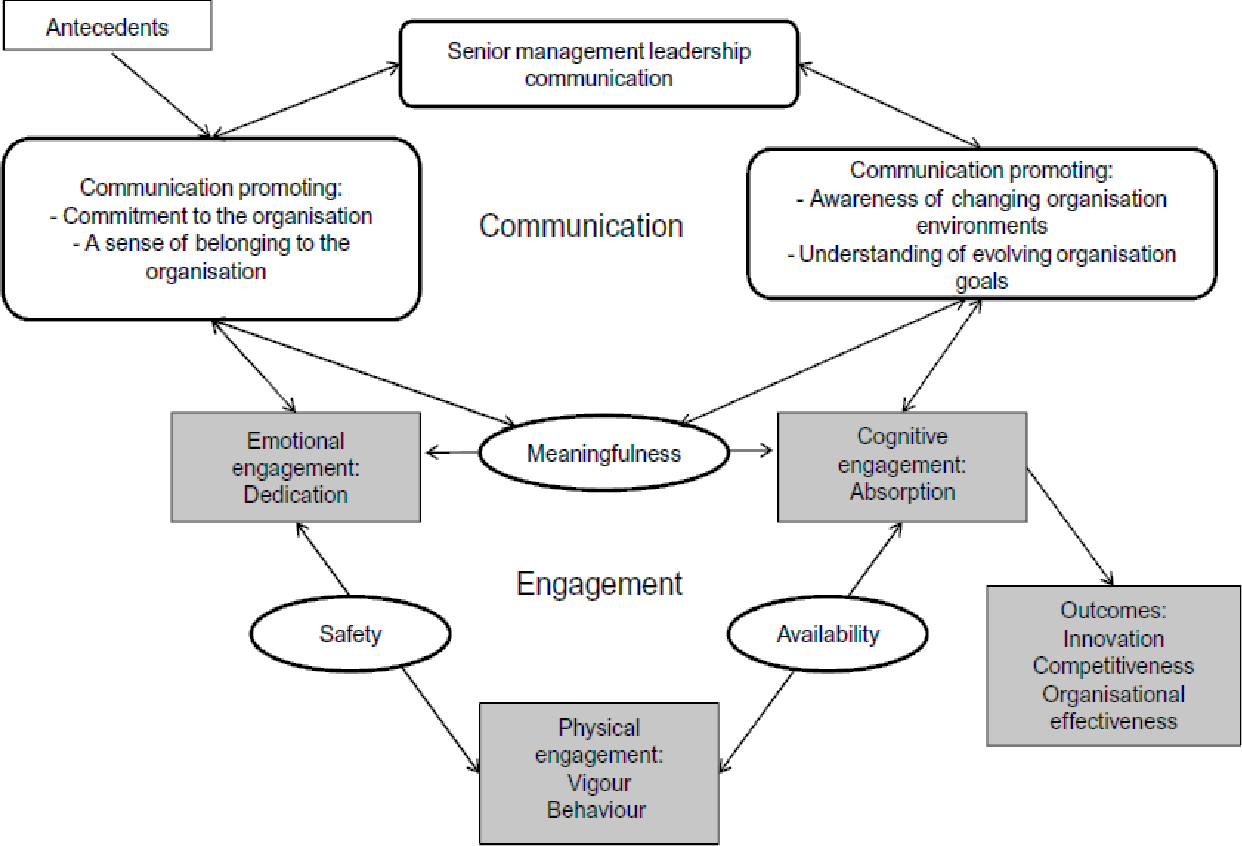 Antecedents
Senior management leadership
communication
Communication promoting:
- Commitment to the organisation
- A sense of belonging to the
organisation
Communication
Communication promoting:
- Awareness of changing organisation
environments
- Understanding of evolving organisation
goals
Emotional
engagement:
Dedication
Meaningfulness
Cognitive
engagement:
Absorption
Engagement
Safety
Availability
Outcomes:
Innovation
Competitiveness
Organisational
effectiveness
Physical
engagement:
Vigour
Behaviour